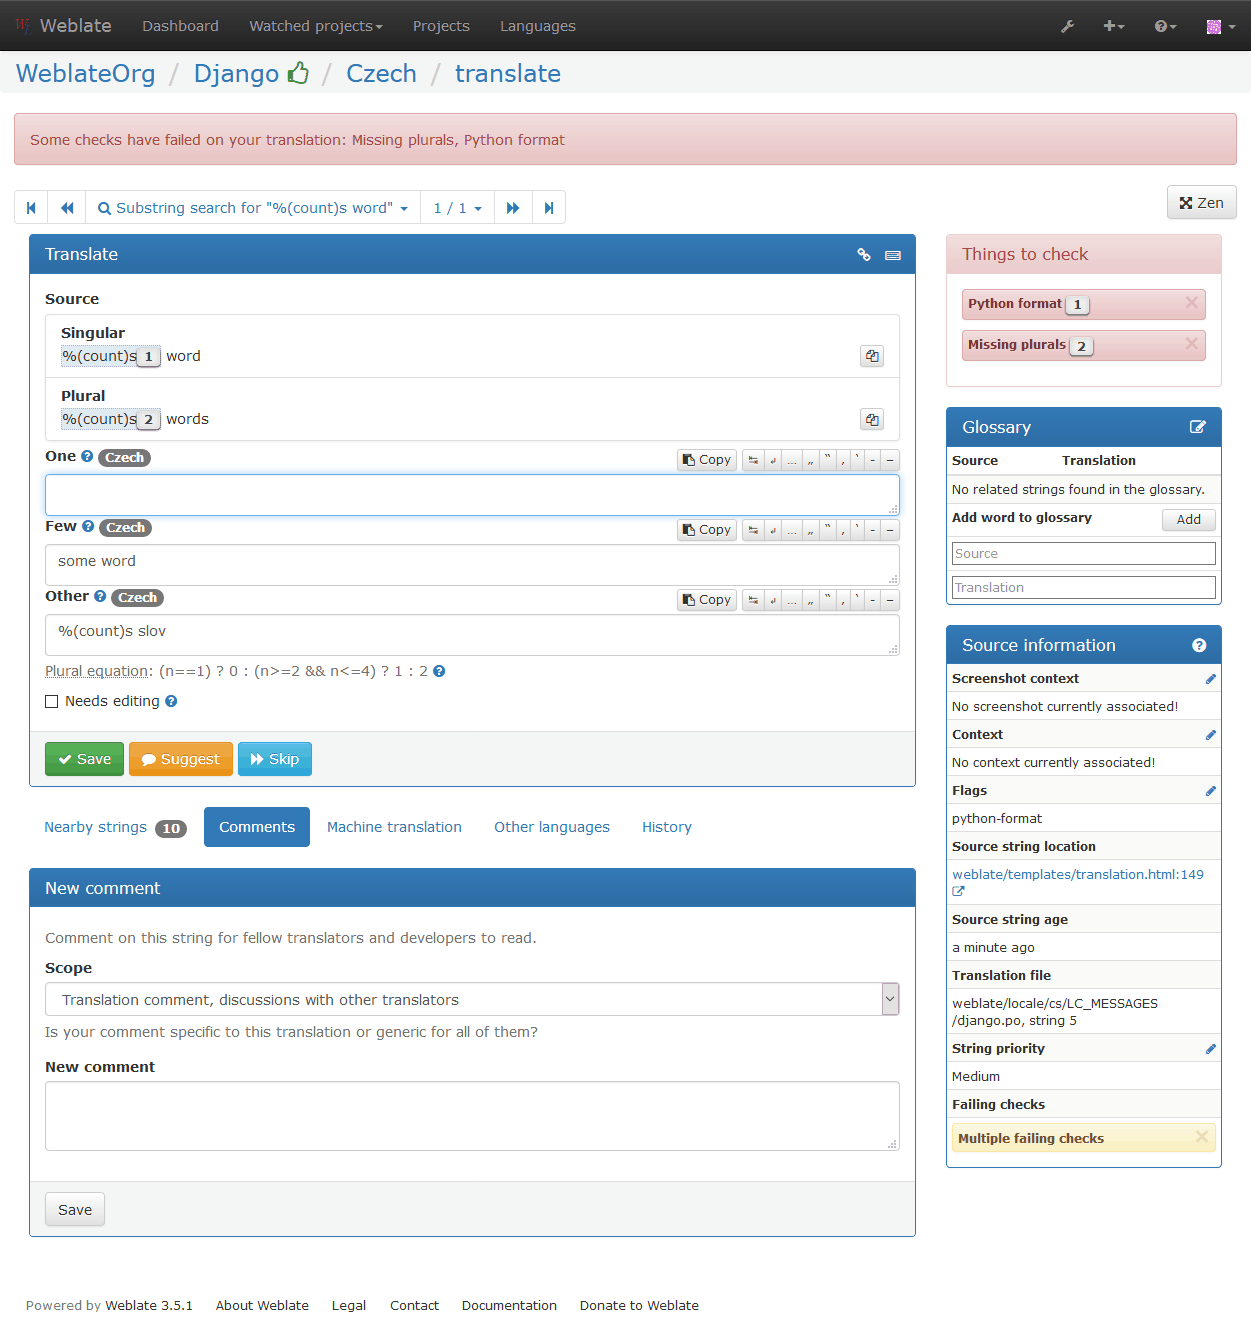 Weblate Dashboard Watched projects Projects Languages
WeblateOrg / Django / Czech / translate
Some checks have failed on your translation: Missing plurals, Python format
Substring search for "%(count)s word" 1 / 1
Zen
Translate
Source
Singular
%(count)s 1 word
Plural
%(count)s 2 words
One Czech
Copy ↹ ↲ … „ “ ‚ ‘ - –
Few Czech
Copy ↹ ↲ … „ “ ‚ ‘ - –
some word
Other Czech
Copy ↹ ↲ … „ “ ‚ ‘ - –
%(count)s slov
Plural equation: (n==1) ? 0 : (n>=2 && n<=4) ? 1 : 2
Needs editing
Save Suggest Skip
Nearby strings 10 Comments Machine translation Other languages History
New comment
Comment on this string for fellow translators and developers to read.
Scope
Translation comment, discussions with other translators
Is your comment specific to this translation or generic for all of them?
New comment
Save
Things to check
Python format 1
Missing plurals 2
Glossary
Source Translation
No related strings found in the glossary.
Add word to glossary Add
Source
Translation
Source information
Screenshot context
No screenshot currently associated!
Context
No context currently associated!
Flags
python-format
Source string location
weblate/templates/translation.html:149
Source string age
a minute ago
Translation file
weblate/locale/cs/LC_MESSAGES
/django.po, string 5
String priority
Medium
Failing checks
Multiple failing checks
Powered by Weblate 3.5.1 About Weblate Legal Contact Documentation Donate to Weblate